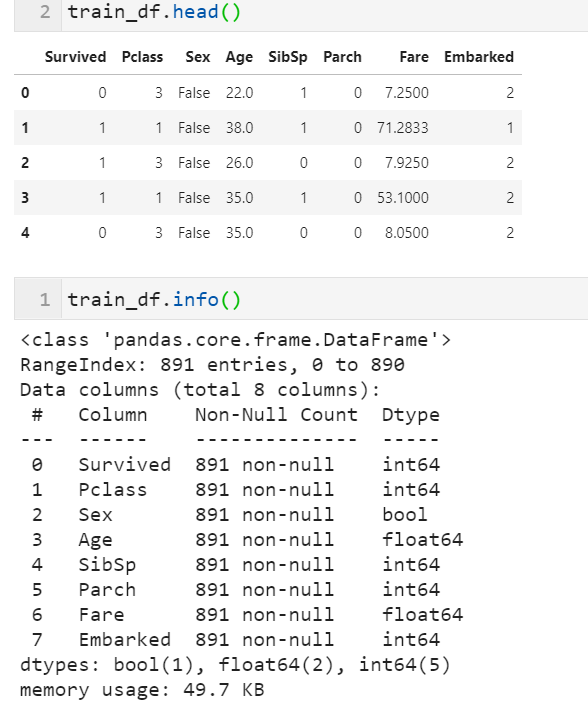 2 train_df.head()
Survived Pclass Sex Age SibSp Parch Fare Embarked
0 0 3 False 22.0 1 0 7.2500 2
1 1 1 False 38.0 1 0 71.2833 1
2 1 3 False 26.0 0 0 7.9250 2
3 1 1 False 35.0 1 0 53.1000 2
4 0 3 False 35.0 0 0 8.0500 2
1 train_df.info()
<class 'pandas.core.frame.DataFrame'>
RangeIndex: 891 entries, 0 to 890
Data columns (total 8 columns):
# Column Non-Null Count Dtype
--- ------ -------------- -----
0 Survived 891 non-null int64
1 Pclass 891 non-null int64
2 Sex 891 non-null bool
3 Age 891 non-null float64
4 SibSp 891 non-null int64
5 Parch 891 non-null int64
6 Fare 891 non-null float64
7 Embarked 891 non-null int64
dtypes: bool(1), float64(2), int64(5)
memory usage: 49.7 KB